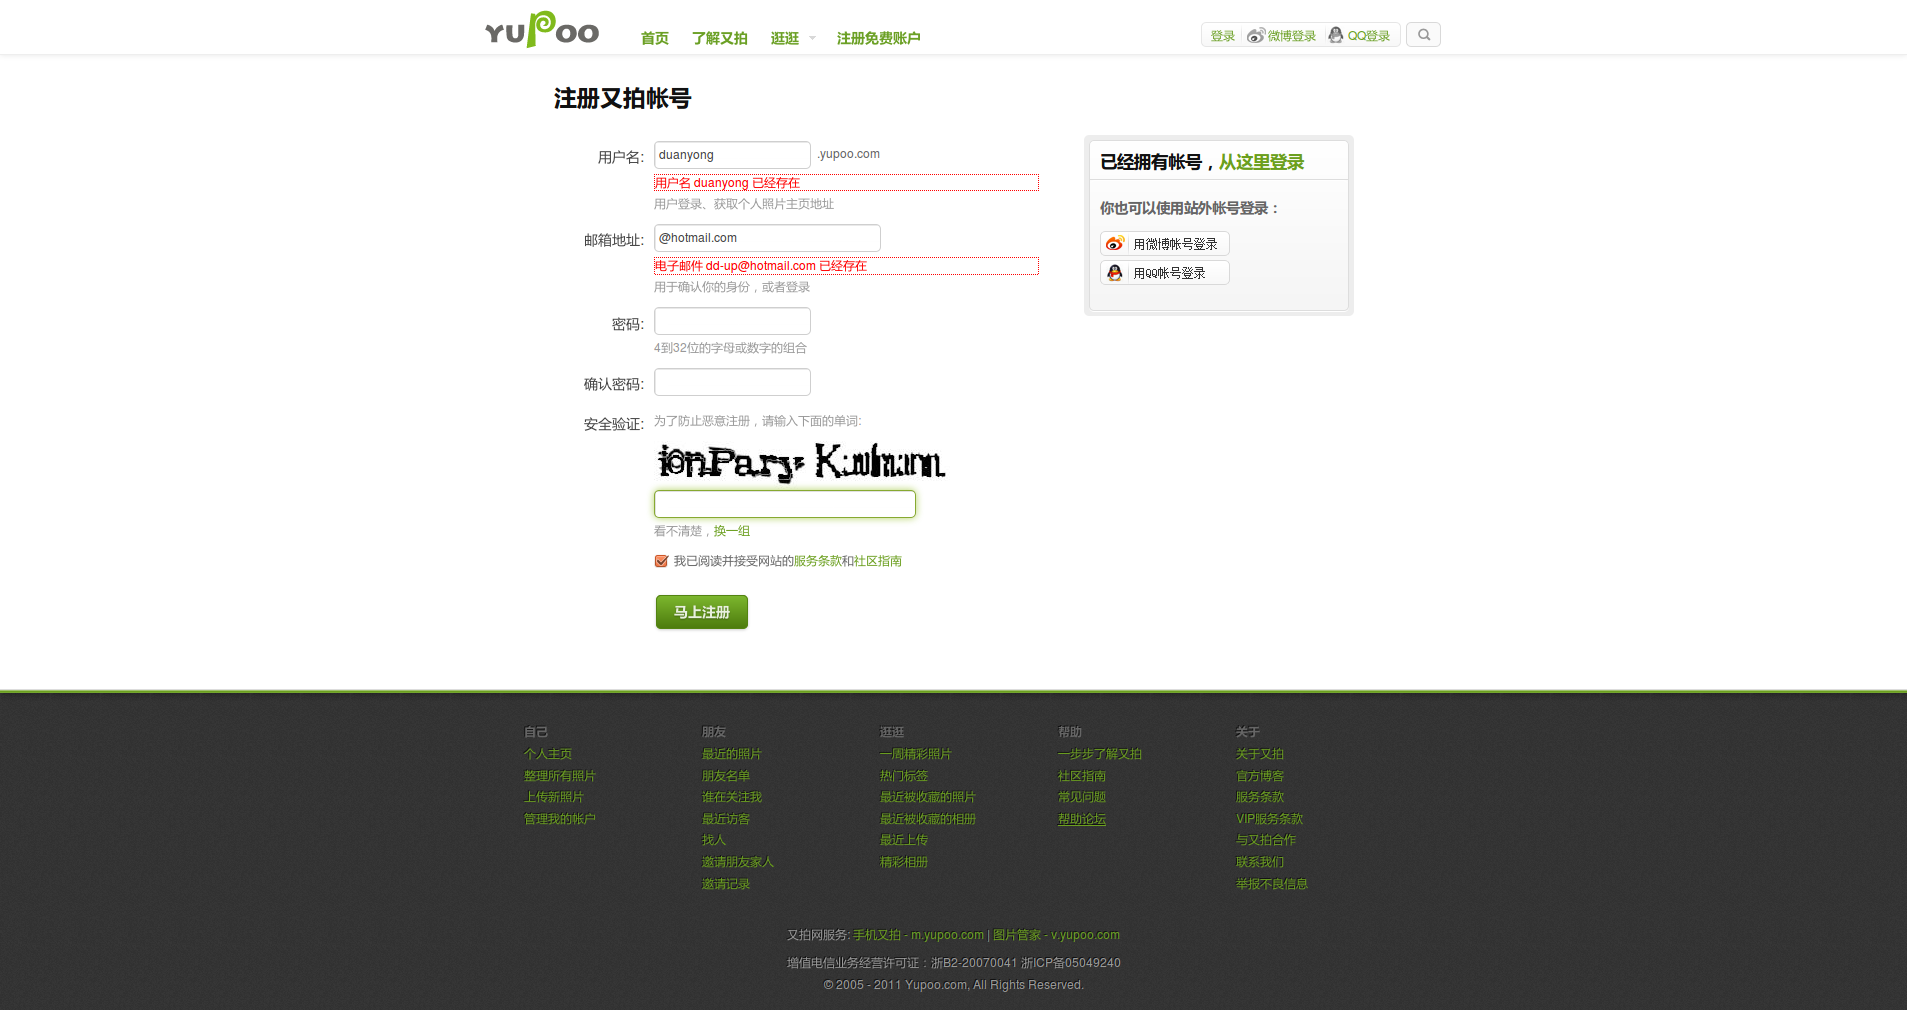 YUPOO
首页 了解又拍 逛逛 注册免费账户
登录 微博登录 QQ登录
注册又拍帐号
用户名: duanyong .yupoo.com
用户名 duanyong 已经存在
用户登录、获取个人照片主页地址
邮箱地址: @hotmail.com
电子邮件 dd-up@hotmail.com 已经存在
用于确认你的身份，或者登录
密码:
4到32位的字母或数字的组合
确认密码:
安全验证: 为了防止恶意注册，请输入下面的单词:
看不清楚，换一组
我已阅读并接受网站的服务条款和社区指南
马上注册
已经拥有帐号，从这里登录
你也可以使用站外帐号登录：
用微博帐号登录
用QQ帐号登录
自己
个人主页
整理所有照片
上传新照片
管理我的帐户
朋友
最近的照片
朋友名单
谁在关注我
最近访客
找人
邀请朋友家人
邀请记录
逛逛
一周精彩照片
热门标签
最近被收藏的照片
最近被收藏的相册
最近上传
精彩相册
帮助
一步步了解又拍
社区指南
常见问题
帮助论坛
关于
关于又拍
官方博客
服务条款
VIP服务条款
与又拍合作
联系我们
举报不良信息
又拍网服务: 手机又拍 - m.yupoo.com | 图片管家 - v.yupoo.com
增值电信业务经营许可证：浙B2-20070041 浙ICP备05049240
© 2005 - 2011 Yupoo.com, All Rights Reserved.